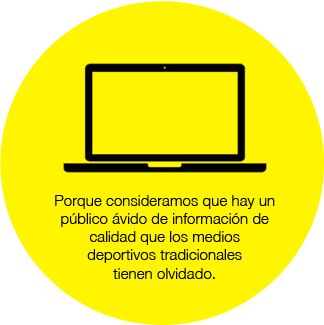 Porque consideramos que hay un
público ávido de información de
calidad que los medios
deportivos tradicionales
tienen olvidado.